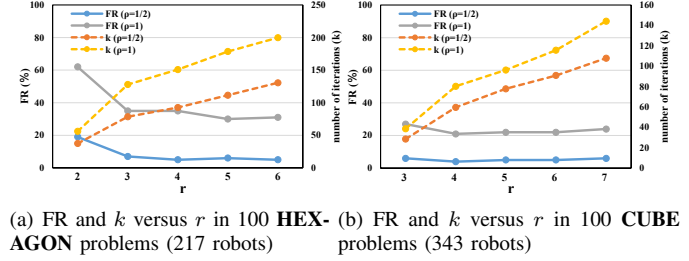 100 250 100 160
FR (ρ=1/2) FR (ρ=1/2)
FR (ρ=1) FR (ρ=1)
k (ρ=1/2) k (ρ=1/2)
k (ρ=1) k (ρ=1)
140
80 200 80 120
60 150 60 100
80
40 100 40 60
20 50 20 40
20
0 0 0 0
2 3 4 5 6 3 4 5 6 7
r r
FR (%)
number of iterations (k)
FR (%)
number of iterations (k)
(a) FR and k versus r in 100 HEX-
AGON problems (217 robots)
(b) FR and k versus r in 100 CUBE
problems (343 robots)